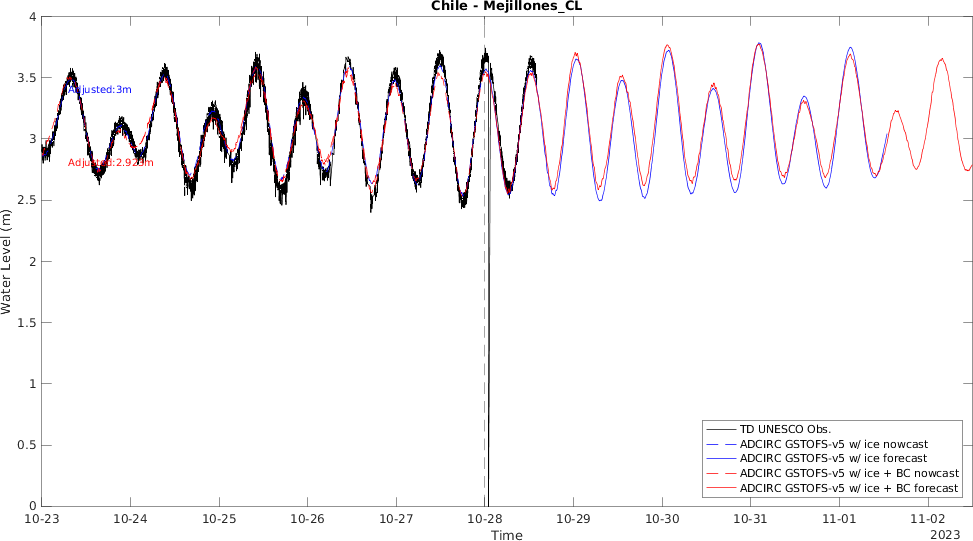 Chile - Mejillones_CL
4
3.5
3
2.5
2
1.5
1
0.5
0
Water Level (m)
Adjusted:3m
Adjusted:2.923m
TD UNESCO Obs.
ADCIRC GSTOFS-v5 w/ ice nowcast
ADCIRC GSTOFS-v5 w/ ice forecast
ADCIRC GSTOFS-v5 w/ ice + BC nowcast
ADCIRC GSTOFS-v5 w/ ice + BC forecast
10-23 10-24 10-25 10-26 10-27 10-28 10-29 10-30 10-31 11-01 11-02
Time 2023